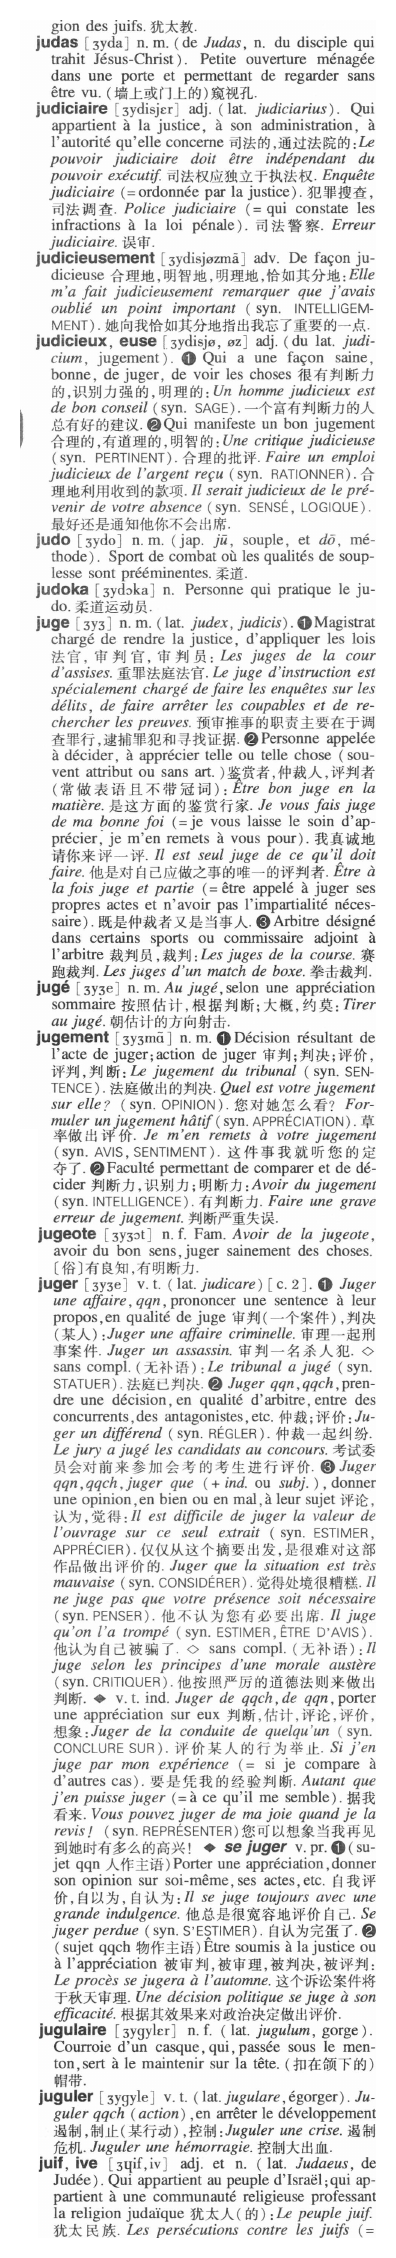 gion des juifs. 犹太教.
judas [ʒyda] n. m. (de Judas, n. du disciple qui
trahit Jésus-Christ). Petite ouverture ménagée
dans une porte et permettant de regarder sans
être vu. (墙上或门上的)窥视孔.
judiciaire [ʒydisjɛr] adj. (lat. judiciarius). Qui
appartient à la justice, à son administration, à
l'autorité qu'elle concerne 司法的,通过法院的:Le
pouvoir judiciaire doit être indépendant du
pouvoir exécutif. 司法权应独立于执法权. Enquête
judiciaire (=ordonnée par la justice). 犯罪搜查,
司法调查. Police judiciaire (= qui constate les
infractions à la loi pénale). 司法警察. Erreur
judiciaire. 误审.
judicieusement [ʒydisjøzmã] adv. De façon ju-
dicieuse 合理地,明智地,明理地,恰如其分地:Elle
m'a fait judicieusement remarquer que j'avais
oublié un point important (syn. INTELLIGEM-
MENT). 她向我恰如其分地指出我忘了重要的一点.
judicieux, euse [ʒydisjø, øz] adj. (du lat. judi-
cium, jugement). ❶ Qui a une façon saine,
bonne, de juger, de voir les choses 很有判断力
的,识别力强的,明理的:Un homme judicieux est
de bon conseil (syn. SAGE). 一个富有判断力的人
总有好的建议. ❷Qui manifeste un bon jugement
合理的,有道理的,明智的:Une critique judicieuse
(syn. PERTINENT). 合理的批评. Faire un emploi
judicieux de l'argent reçu (syn. RATIONNER). 合
理地利用收到的款项. Il serait judicieux de le pré-
venir de votre absence (syn. SENSÉ, LOGIQUE).
最好还是通知他你不会出席.
judo [ʒydo] n. m. (jap. jū, souple, et dō, mé-
thode). Sport de combat où les qualités de soup-
lesse sont prééminentes. 柔道.
judoka [ʒydɔka] n. Personne qui pratique le ju-
do. 柔道运动员.
juge [ʒyʒ] n. m. (lat. judex, judicis). ❶Magistrat
chargé de rendre la justice, d'appliquer les lois
法官, 审判官, 审判员: Les juges de la cour
d'assises. 重罪法庭法官. Le juge d'instruction est
spécialement chargé de faire les enquêtes sur les
délits, de faire arrêter les coupables et de re-
chercher les preuves. 预审推事的职责主要在于调
查罪行,逮捕罪犯和寻找证据. ❷Personne appelée
à décider, à apprécier telle ou telle chose (sou-
vent attribut ou sans art.)鉴赏者,仲裁人,评判者
(常做表语且不带冠词): Être bon juge en la
matière. 是这方面的鉴赏行家. Je vous fais juge
de ma bonne foi (=je vous laisse le soin d'ap-
précier, je m'en remets à vous pour). 我真诚地
请你来评一评. Il est seul juge de ce qu'il doit
faire. 他是对自己应做之事的唯一的评判者. Être à
la fois juge et partie (=être appelé à juger ses
propres actes et n'avoir pas l'impartialité néces-
saire). 既是仲裁者又是当事人. ❸Arbitre désigné
dans certains sports ou commissaire adjoint à
l'arbitre 裁判员,裁判:Les juges de la course. 赛
跑裁判. Les juges d'un match de boxe. 拳击裁判.
jugé [ʒyʒe] n. m. Au jugé,selon une appréciation
sommaire 按照估计,根据判断;大概,约莫:Tirer
au jugé. 朝估计的方向射击.
jugement [ʒyʒmã] n. m. ❶Décision résultant de
l'acte de juger;action de juger 审判;判决;评价,
评判,判断:Le jugement du tribunal (syn. SEN-
TENCE). 法庭做出的判决. Quel est votre jugement
sur elle? (syn. OPINION). 您对她怎么看? For-
muler un jugement hâtif (syn. APPRÉCIATION). 草
率做出评价. Je m'en remets à votre jugement
(syn. AVIS, SENTIMENT). 这件事我就听您的定
夺了. ❷Faculté permettant de comparer et de dé-
cider 判断力,识别力;明断力:Avoir du jugement
(syn. INTELLIGENCE). 有判断力. Faire une grave
erreur de jugement. 判断严重失误.
jugeote [ʒyʒɔt] n. f. Fam. Avoir de la jugeote,
avoir du bon sens,juger sainement des choses.
[俗]有良知,有明断力.
juger [ʒyʒe] v. t. (lat. judicare) [c. 2]. ❶ Juger
une affaire, qqn, prononcer une sentence à leur
propos,en qualité de juge 审判(一个案件),判决
(某人):Juger une affaire criminelle. 审理一起刑
事案件. Juger un assassin. 审判一名杀人犯. ◇
sans compl. (无补语):Le tribunal a jugé (syn.
STATUER). 法庭已判决. ❷ Juger qqn,qqch,pren-
dre une décision, en qualité d'arbitre, entre des
concurrents,des antagonistes,etc. 仲裁;评价:Ju-
ger un différend (syn. RÉGLER). 仲裁一起纠纷.
Le jury a jugé les candidats au concours. 考试委
员会对前来参加会考的考生进行评价. ❸ Juger
qqn,qqch,juger que (+ ind. ou subj.), donner
une opinion,en bien ou en mal,à leur sujet 评论,
认为,觉得:Il est difficile de juger la valeur de
l'ouvrage sur ce seul extrait (syn. ESTIMER,
APPRÉCIER). 仅仅从这个摘要出发,是很难对这部
作品做出评价的. Juger que la situation est très
mauvaise (syn. CONSIDÉRER). 觉得处境很糟糕. Il
ne juge pas que votre présence soit nécessaire
(syn. PENSER). 他不认为您有必要出席. Il juge
qu'on l'a trompé (syn. ESTIMER,ÊTRE D'AVIS).
他认为自己被骗了. ◇ sans compl. (无补语):Il
juge selon les principes d'une morale austère
(syn. CRITIQUER). 他按照严厉的道德法则来做出
判断. ◆ v. t. ind. Juger de qqch,de qqn,porter
une appréciation sur eux 判断,估计,评论,评价,
想象:Juger de la conduite de quelqu'un (syn.
CONCLURE SUR). 评价某人的行为举止. Si j'en
juge par mon expérience (= si je compare à
d'autres cas). 要是凭我的经验判断. Autant que
j'en puisse juger (=à ce qu'il me semble). 据我
看来. Vous pouvez juger de ma joie quand je la
revis! (syn. REPRÉSENTER)您可以想象当我再见
到她时有多么的高兴! ◆ se juger v. pr. ❶(su-
jet qqn 人作主语)Porter une appréciation,donner
son opinion sur soi-même,ses actes,etc. 自我评
价,自以为,自认为:Il se juge toujours avec une
grande indulgence. 他总是很宽容地评价自己. Se
juger perdue (syn. S'ESTIMER). 自认为完蛋了. ❷
(sujet qqch 物作主语)Être soumis à la justice ou
à l'appréciation 被审判,被审理,被判决,被评判:
Le procès se jugera à l'automne. 这个诉讼案件将
于秋天审理. Une décision politique se juge à son
efficacité. 根据其效果来对政治决定做出评价.
jugulaire [ʒygylɛr] n. f. (lat. jugulum, gorge).
Courroie d'un casque,qui,passée sous le men-
ton,sert à le maintenir sur la tête. (扣在颌下的)
帽带.
juguler [ʒygyle] v. t. (lat. jugulare,égorger). Ju-
guler qqch (action),en arrêter le développement
遏制,制止(某行动),控制:Juguler une crise. 遏制
危机. Juguler une hémorragie. 控制大出血.
juif, ive [ʒɥif,iv] adj. et n. (lat. Judaeus, de
Judée). Qui appartient au peuple d'Israël;qui ap-
partient à une communauté religieuse professant
la religion judaïque 犹太人(的):Le peuple juif.
犹太民族. Les persécutions contre les juifs (=